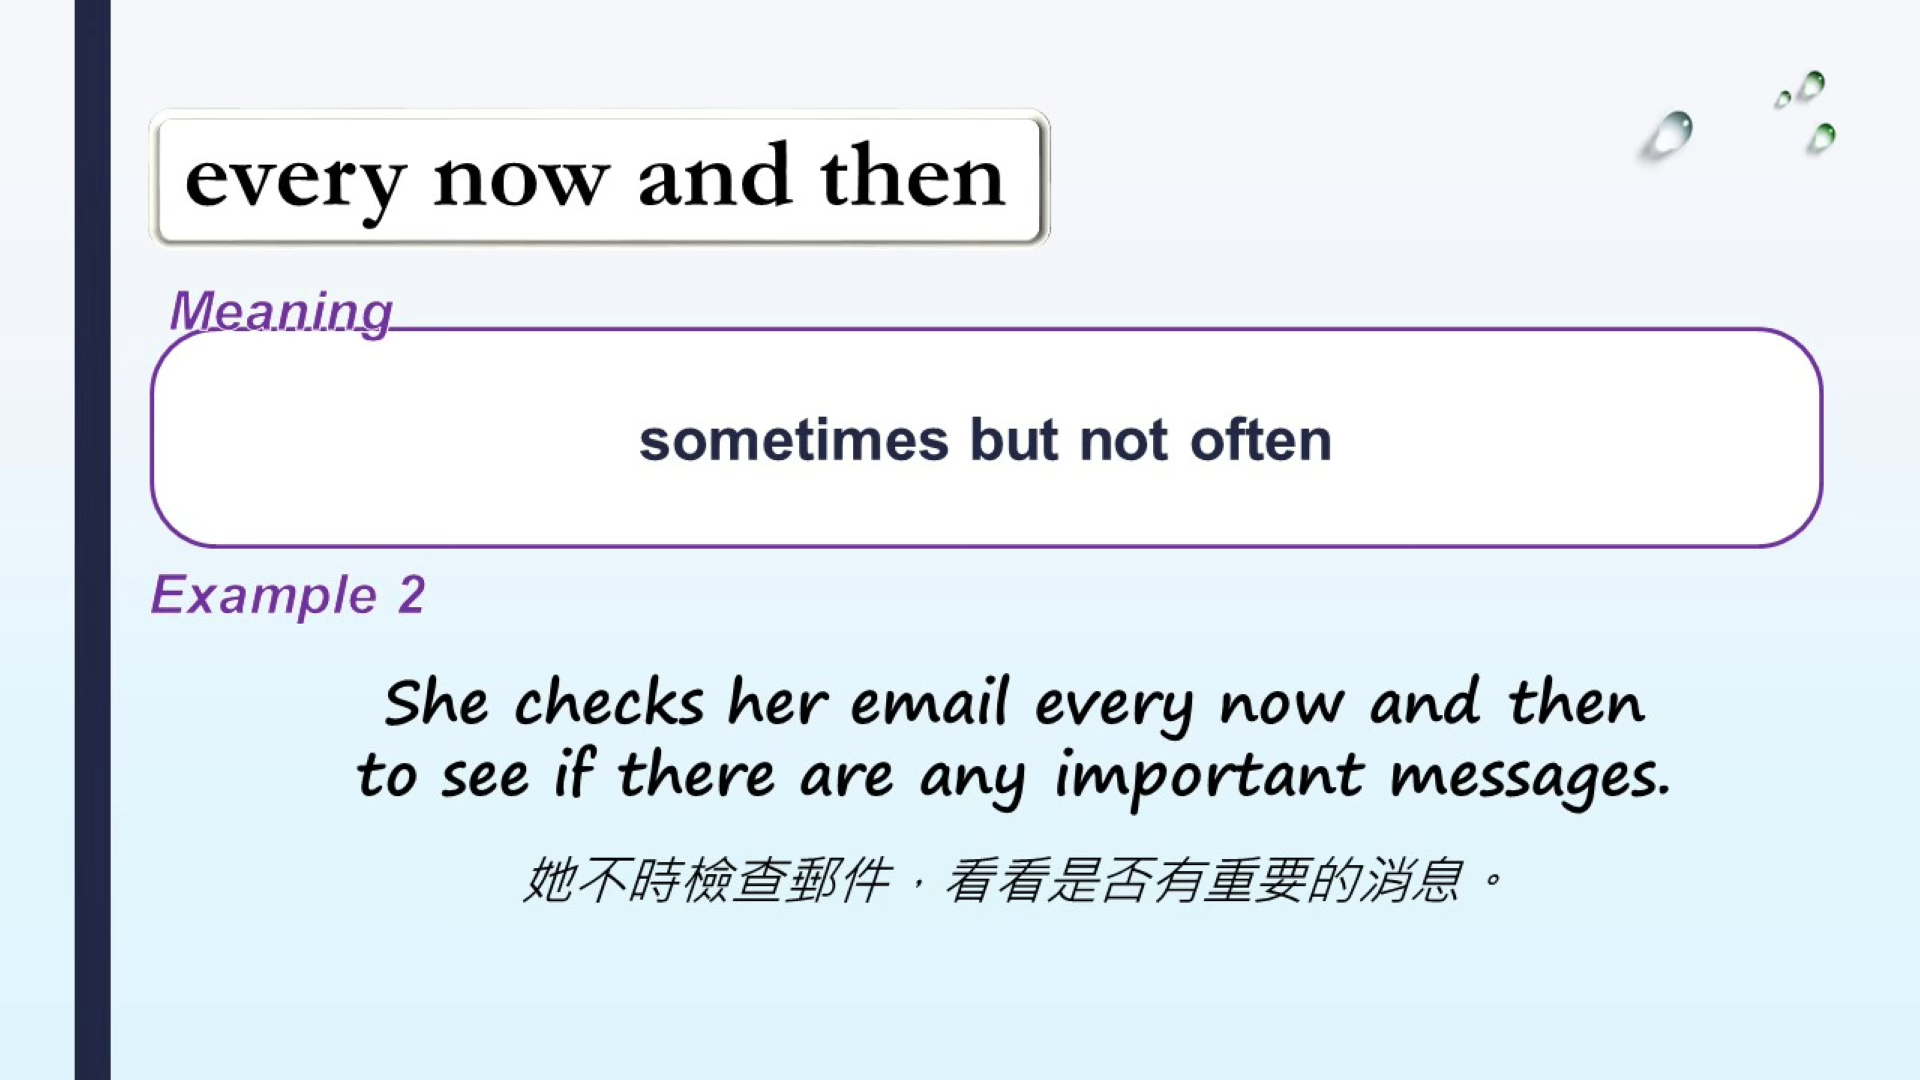 every now and then
Meaning
sometimes but not often
Example 2
She checks her email every now and then
to see if there are any important messages.
她不時檢查郵件，看看是否有重要的消息。